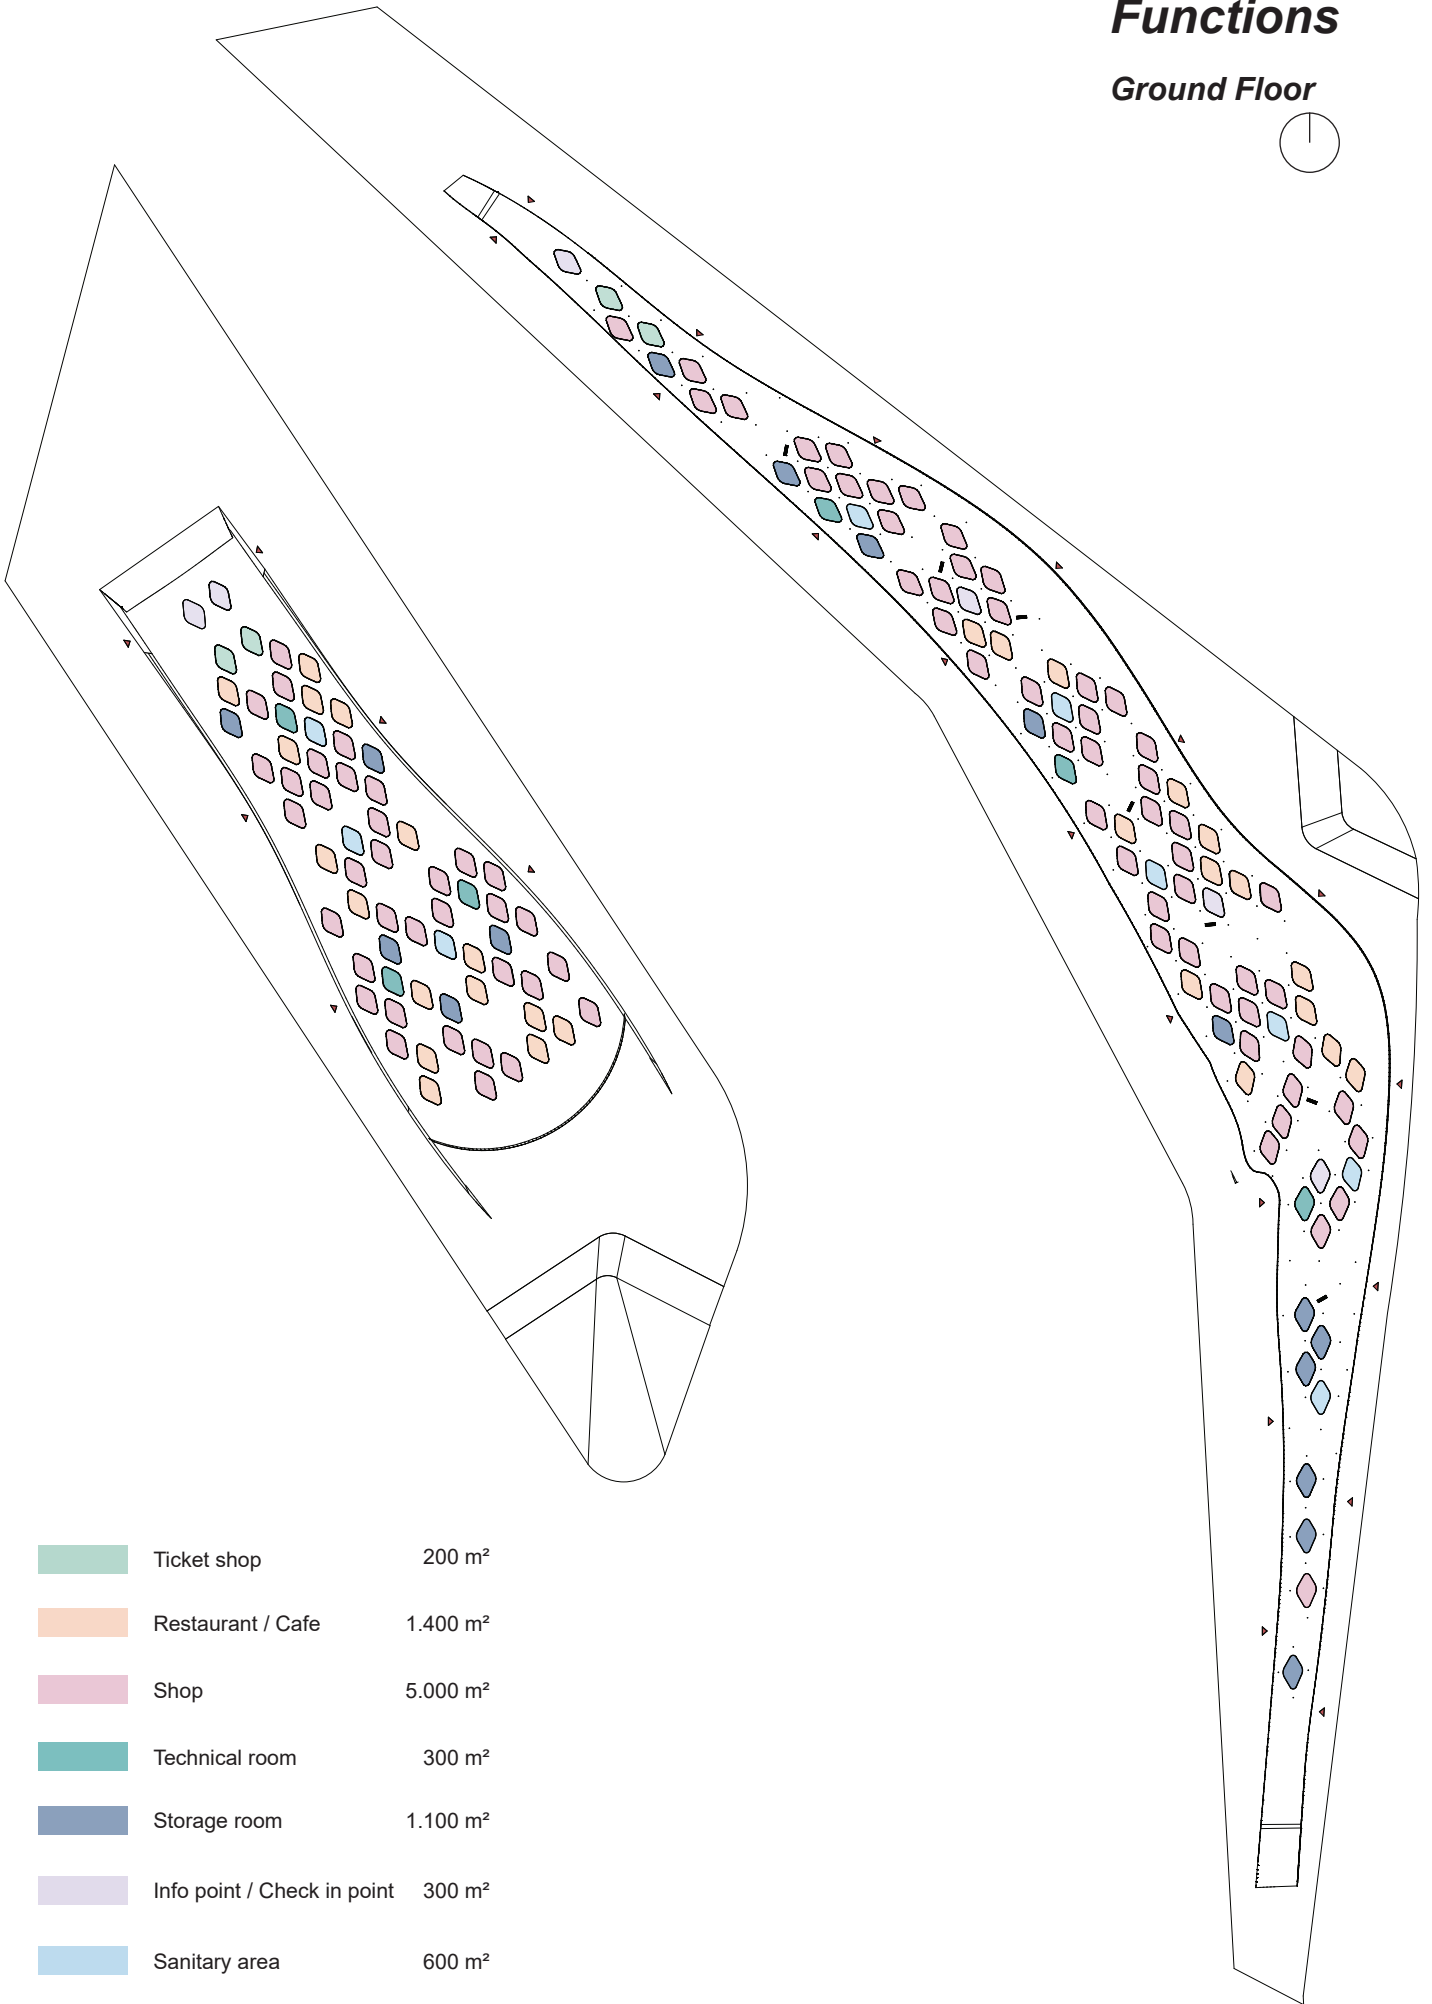 Functions
Ground Floor
Ticket shop 200 m²
Restaurant / Cafe 1.400 m²
Shop 5.000 m²
Technical room 300 m²
Storage room 1.100 m²
Info point / Check in point 300 m²
Sanitary area 600 m²